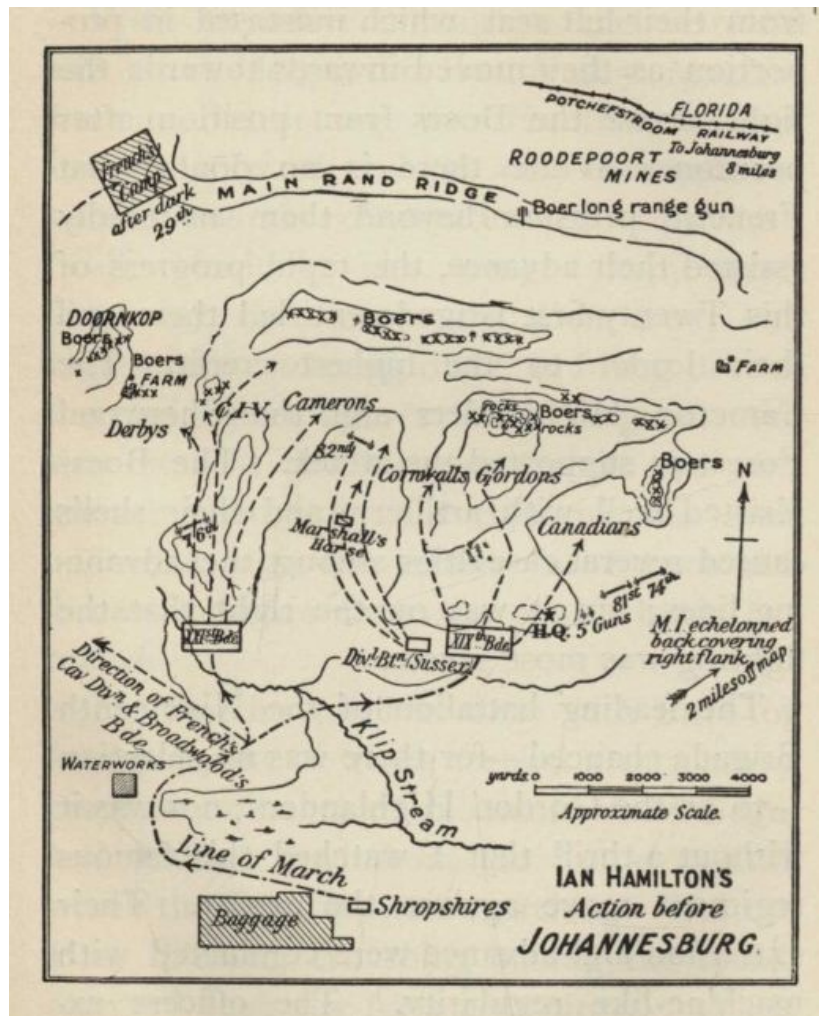 FLORIDA
POTCHEFSTROOM RAILWAY
To Johannesburg
8 miles
ROODEPOORT
MINES
French's
Camp
after dark
29th
MAIN RAND RIDGE
Boer long range gun
DOORNKOP
Boers
Boers
FARM
Boers
FARM
Derbys
C.I.V.
Camerons
82nd
rocks
Boers
rocks
Cornwalls
Gordons
Boers
N
76th
Marshall's
Horse
Canadians
81st
74th
XXIst Bde.
XIXth Bde.
H.Q.
5" Guns
Divl. Btn. (Sussex)
M.I. echelonned
back covering
right flank
2 miles off map
Direction of French's
Cav Divn & Broadwood's
Bde.
WATERWORKS
Klip Stream
yards
0 1000 2000 3000 4000
Approximate Scale.
Line of March
Shropshires
Baggage
IAN HAMILTON'S
Action before
JOHANNESBURG.